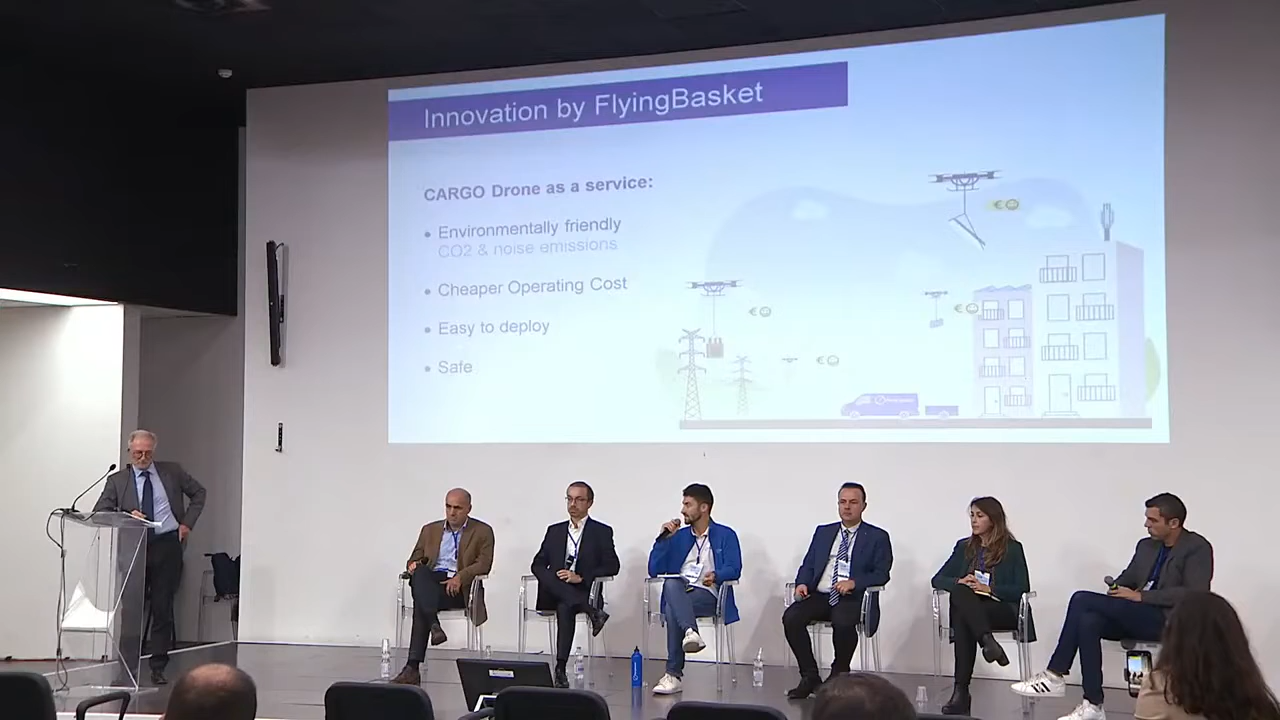 Innovation by FlyingBasket
CARGO Drone as a service:
• Environmentally friendly
CO2 & noise emissions
• Cheaper Operating Cost
• Easy to deploy
• Safe